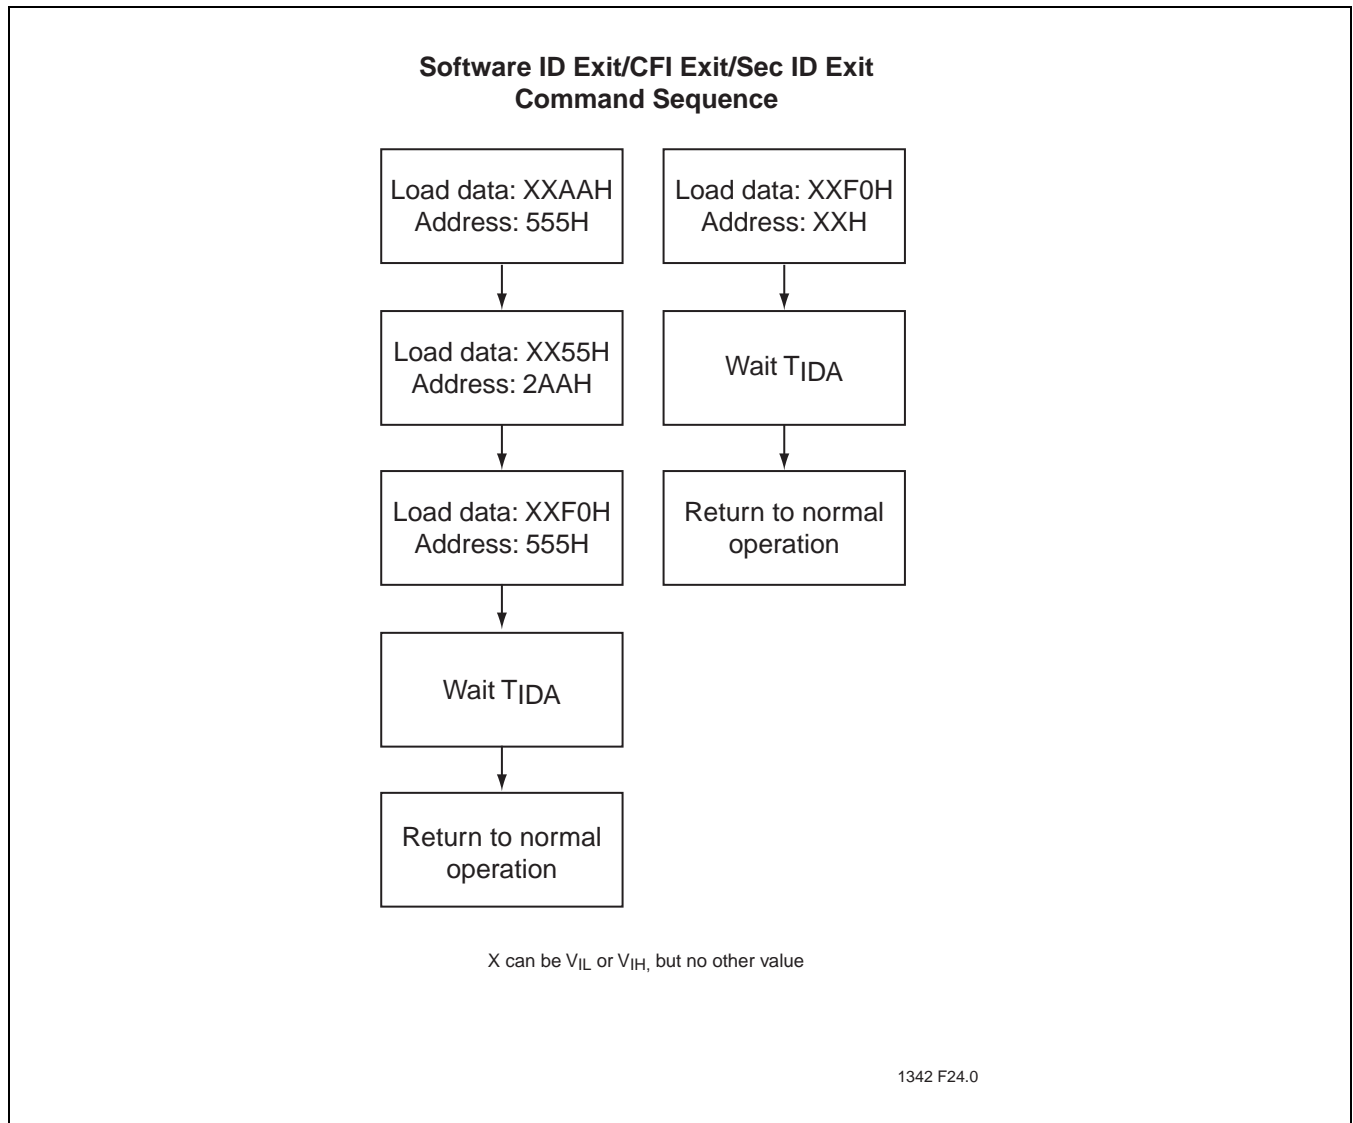 Software ID Exit/CFI Exit/Sec ID Exit
Command Sequence
Load data: XXAAH
Address: 555H
Load data: XX55H
Address: 2AAH
Load data: XXF0H
Address: 555H
Wait TIDA
Return to normal
operation
Load data: XXF0H
Address: XXH
Wait TIDA
Return to normal
operation
X can be VIL or VIH, but no other value
1342 F24.0